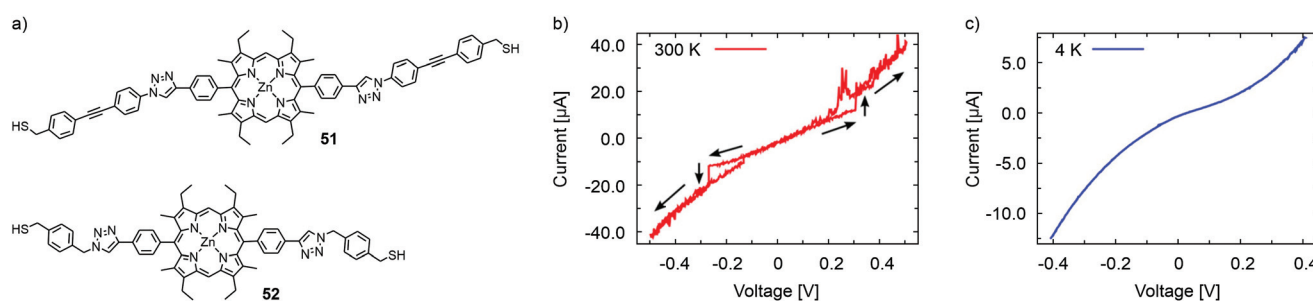 a)
SH
N N N
N N
Zn
N N
N N N
HS
51
HS
N N N
N N
Zn
N N
N N N
SH
52
b)
300 K
40.0
20.0
0.0
-20.0
-40.0
Current [µA]
-0.4 -0.2 0 0.2 0.4
Voltage [V]
c)
4 K
5.0
0.0
-5.0
-10.0
Current [µA]
-0.4 -0.2 0 0.2 0.4
Voltage [V]